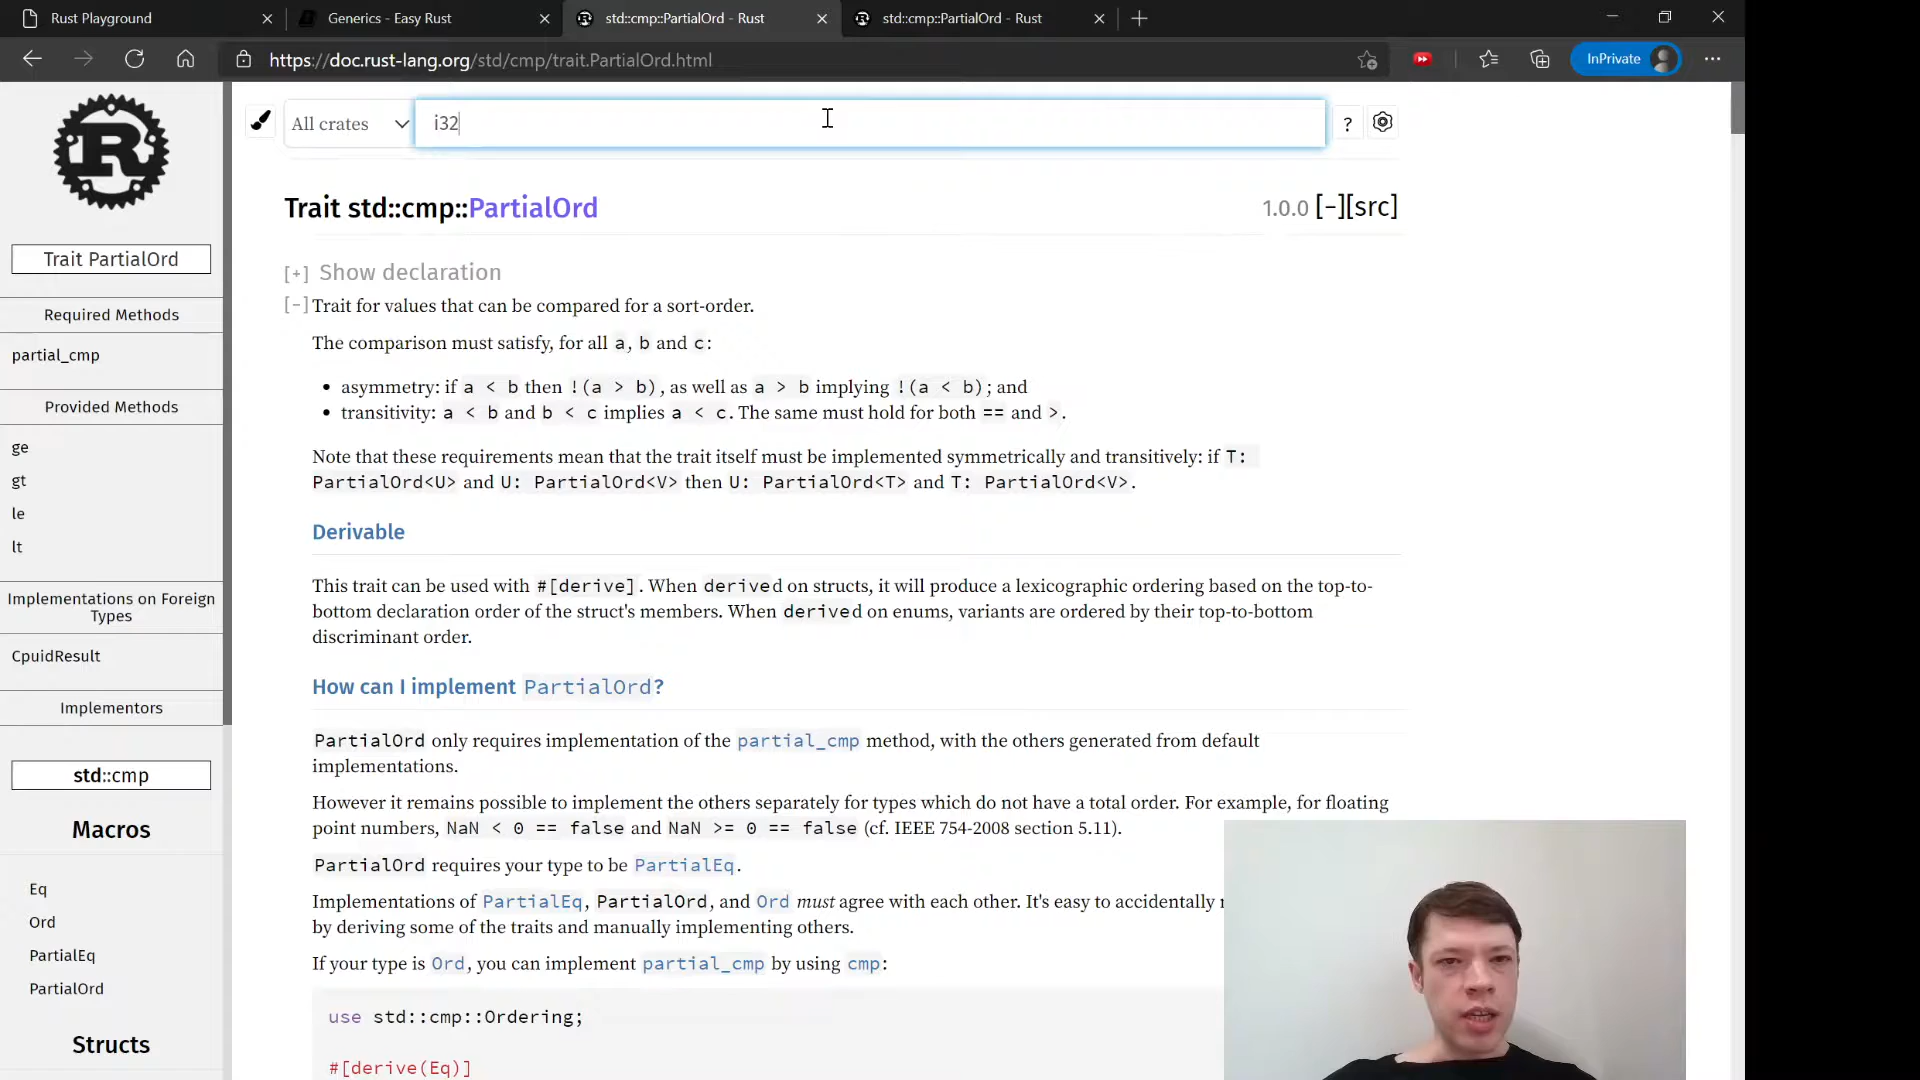 Rust Playground
Generics - Easy Rust
std::cmp::PartialOrd - Rust
std::cmp::PartialOrd - Rust
https://doc.rust-lang.org/std/cmp/trait.PartialOrd.html
InPrivate
All crates
i32
?
Trait std::cmp::PartialOrd
1.0.0 [-][src]
[+] Show declaration
[-] Trait for values that can be compared for a sort-order.
The comparison must satisfy, for all a, b and c:
• asymmetry: if a < b then !(a > b), as well as a > b implying !(a < b); and
• transitivity: a < b and b < c implies a < c. The same must hold for both == and >.
Note that these requirements mean that the trait itself must be implemented symmetrically and transitively: if T:
PartialOrd<U> and U: PartialOrd<V> then U: PartialOrd<T> and T: PartialOrd<V>.
Derivable
This trait can be used with #[derive]. When derived on structs, it will produce a lexicographic ordering based on the top-to-
bottom declaration order of the struct's members. When derived on enums, variants are ordered by their top-to-bottom
discriminant order.
How can I implement PartialOrd?
PartialOrd only requires implementation of the partial_cmp method, with the others generated from default
implementations.
However it remains possible to implement the others separately for types which do not have a total order. For example, for floating
point numbers, NaN < 0 == false and NaN >= 0 == false (cf. IEEE 754-2008 section 5.11).
PartialOrd requires your type to be PartialEq.
Implementations of PartialEq, PartialOrd, and Ord must agree with each other. It's easy to accidentally
by deriving some of the traits and manually implementing others.
If your type is Ord, you can implement partial_cmp by using cmp:
use std::cmp::Ordering;
#[derive(Eq)]
R
Trait PartialOrd
Required Methods
partial_cmp
Provided Methods
ge
gt
le
lt
Implementations on Foreign
Types
CpuidResult
Implementors
std::cmp
Macros
Eq
Ord
PartialEq
PartialOrd
Structs